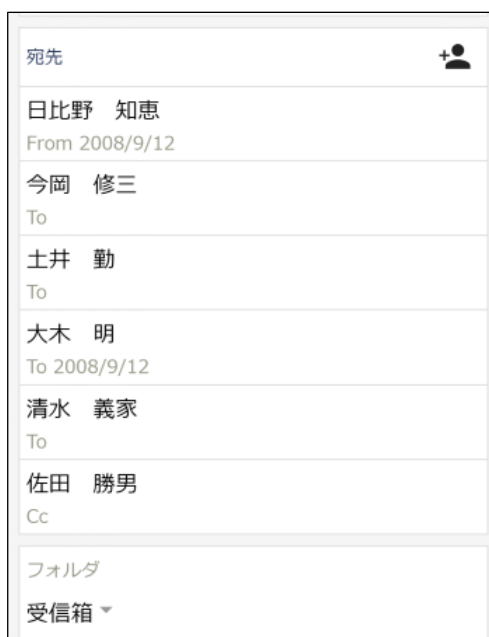 宛先
日比野　知恵
From 2008/9/12
今岡　修三
To
土井　勤
To
大木　明
To 2008/9/12
清水　義家
To
佐田　勝男
Cc
フォルダ
受信箱